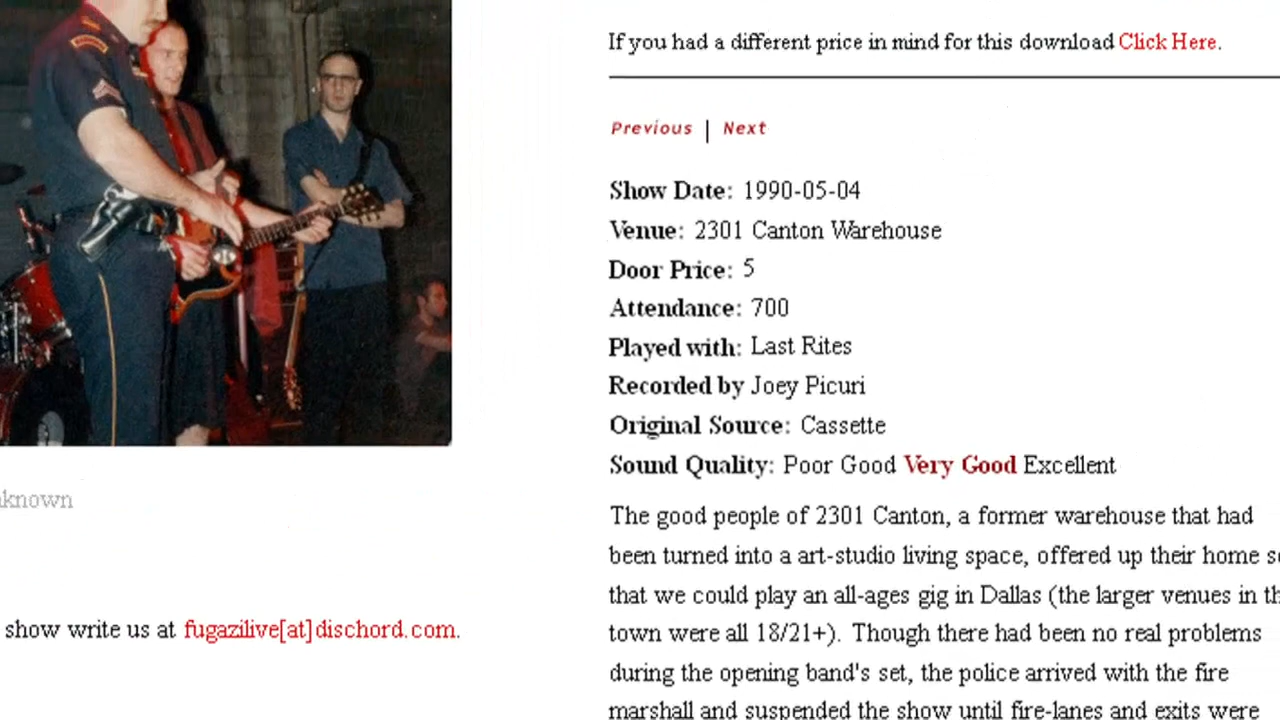 If you had a different price in mind for this download Click Here.
Previous | Next
Show Date: 1990-05-04
Venue: 2301 Canton Warehouse
Door Price: 5
Attendance: 700
Played with: Last Rites
Recorded by Joey Picuri
Original Source: Cassette
Sound Quality: Poor Good Very Good Excellent
The good people of 2301 Canton, a former warehouse that had
been turned into a art-studio living space, offered up their home
that we could play an all-ages gig in Dallas (the larger venues in
town were all 18/21+). Though there had been no real problems
during the opening band's set, the police arrived with the fire
marshall and suspended the show until fire-lanes and exits were
show write us at fugazilive[at]dischord.com.